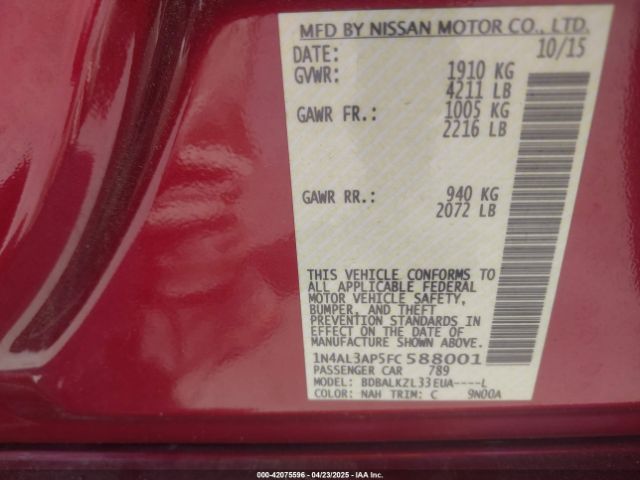 MFD BY NISSAN MOTOR CO., LTD.
DATE: 10/15
GVWR: 1910 KG
4211 LB
GAWR FR.: 1005 KG
2216 LB
GAWR RR.: 940 KG
2072 LB
THIS VEHICLE CONFORMS TO
ALL APPLICABLE FEDERAL
MOTOR VEHICLE SAFETY,
BUMPER, AND THEFT
PREVENTION STANDARDS
IN EFFECT ON THE DATE OF
MANUFACTURE SHOWN ABOVE.
1N4AL3AP5FC588001
PASSENGER CAR 789
MODEL: BDBALKZL33EUA----L
COLOR: NAH TRIM: C 9N00A
000-42075596 - 04/23/2025 - IAA Inc.